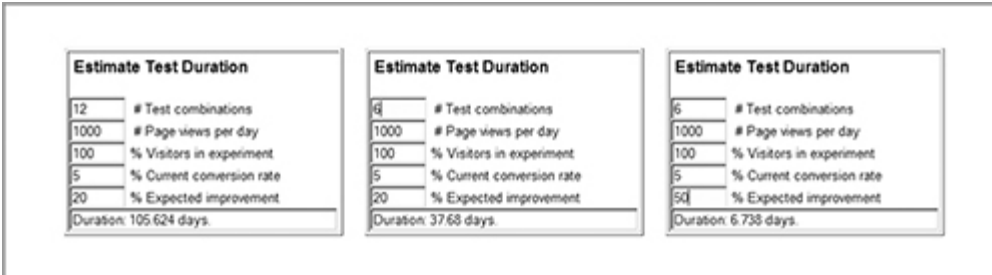 Estimate Test Duration
12 # Test combinations
1000 # Page views per day
100 % Visitors in experiment
5 % Current conversion rate
20 % Expected improvement
Duration: 105.624 days.
Estimate Test Duration
6 # Test combinations
1000 # Page views per day
100 % Visitors in experiment
5 % Current conversion rate
20 % Expected improvement
Duration: 37.68 days.
Estimate Test Duration
6 # Test combinations
1000 # Page views per day
100 % Visitors in experiment
5 % Current conversion rate
50 % Expected improvement
Duration: 6.738 days.